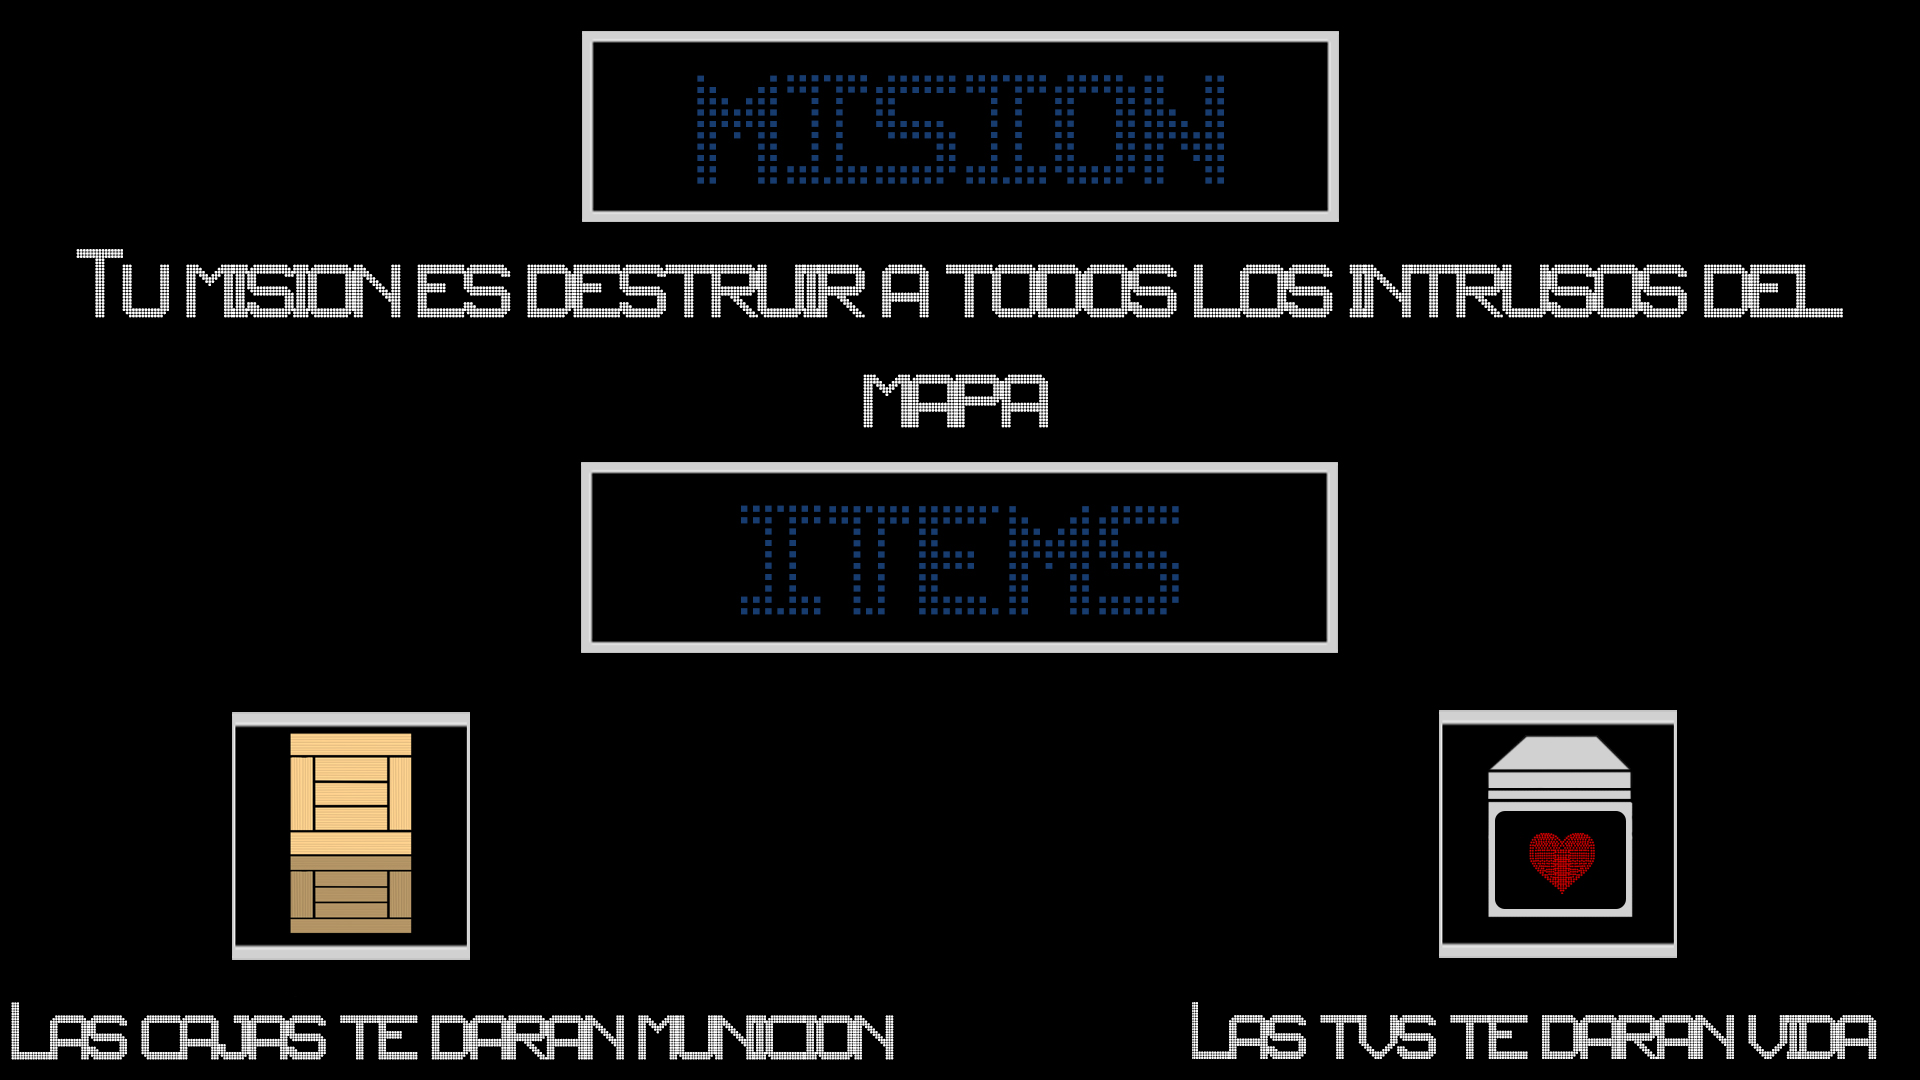 MISION
Tu mision es destruir a todos los intrusos del
mapa
ITEMS
Las cajas te daran municion
Las tvs te daran vida